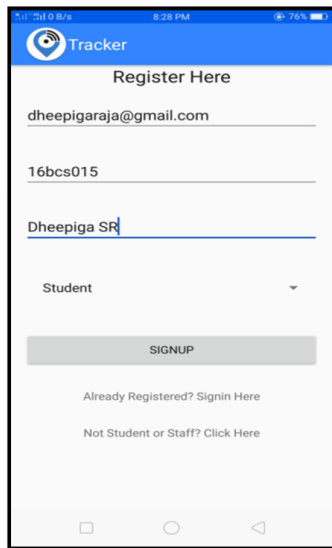 0 B/s 8:28 PM 76%
Tracker
Register Here
dheepigaraja@gmail.com
16bcs015
Dheepiga SR
Student
SIGNUP
Already Registered? Signin Here
Not Student or Staff? Click Here